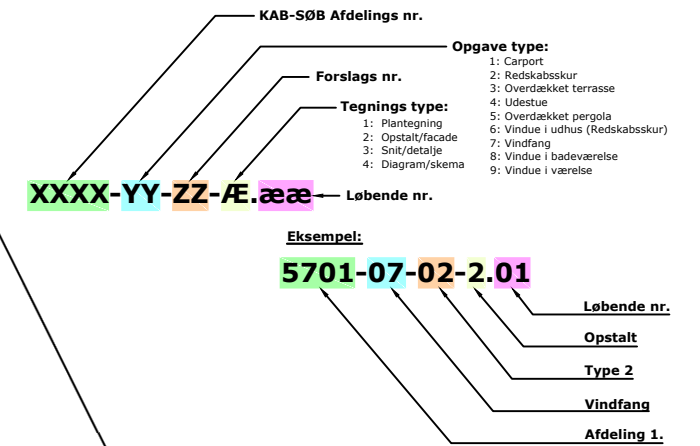 KAB-SØB Afdelings nr.
Opgave type:
1: Carport
2: Redskabsskur
3: Overdækket terrasse
4: Udestue
5: Overdækket pergola
6: Vindue i udhus (Redskabsskur)
7: Vindfang
8: Vindue i badeværelse
9: Vindue i værelse
Forslags nr.
Tegnings type:
1: Plantegning
2: Opstalt/facade
3: Snit/detalje
4: Diagram/skema
XXXX-YY-ZZ-Æ.ææ
Løbende nr.
Eksempel:
5701-07-02-2.01
Løbende nr.
Opstalt
Type 2
Vindfang
Afdeling 1.